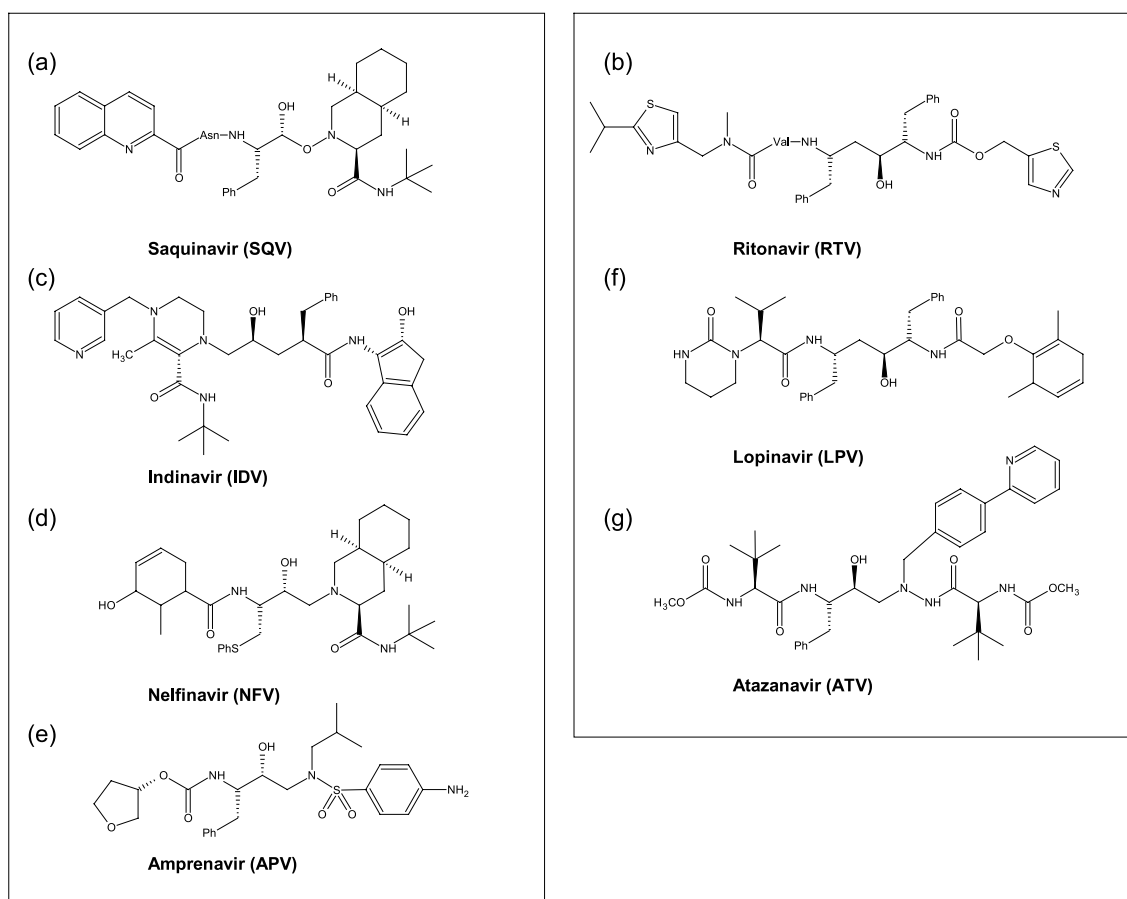 (a)
H
OH
H
N
Asn
NH
N
O
O
Ph
O
NH
Saquinavir (SQV)
(b)
Ph
S
N
N
Val
NH
O
NH
O
O
S
N
OH
Ph
Ritonavir (RTV)
(c)
Ph
OH
OH
N
N
N
H₃C
NH
O
O
NH
Indinavir (IDV)
(f)
O
HN
N
O
NH
Ph
NH
O
O
OH
Ph
Lopinavir (LPV)
(d)
H
OH
H
HO
NH
N
O
PhS
O
NH
Nelfinavir (NFV)
(g)
N
O
H₃CO
NH
O
NH
OH
N
NH
O
NH
O
OCH₃
Ph
Atazanavir (ATV)
(e)
OH
O
NH
N
O
O
S
O
O
NH₂
Ph
Amprenavir (APV)